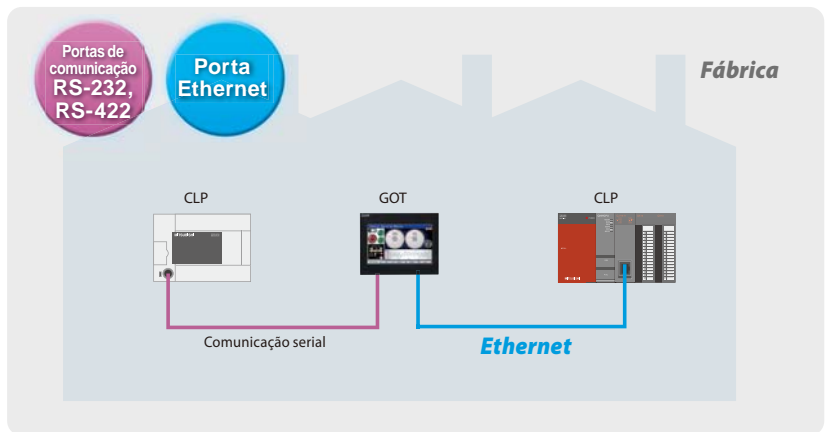 Portas de
comunicação
RS-232,
RS-422
Porta
Ethernet
Fábrica
CLP
GOT
CLP
Comunicação serial
Ethernet